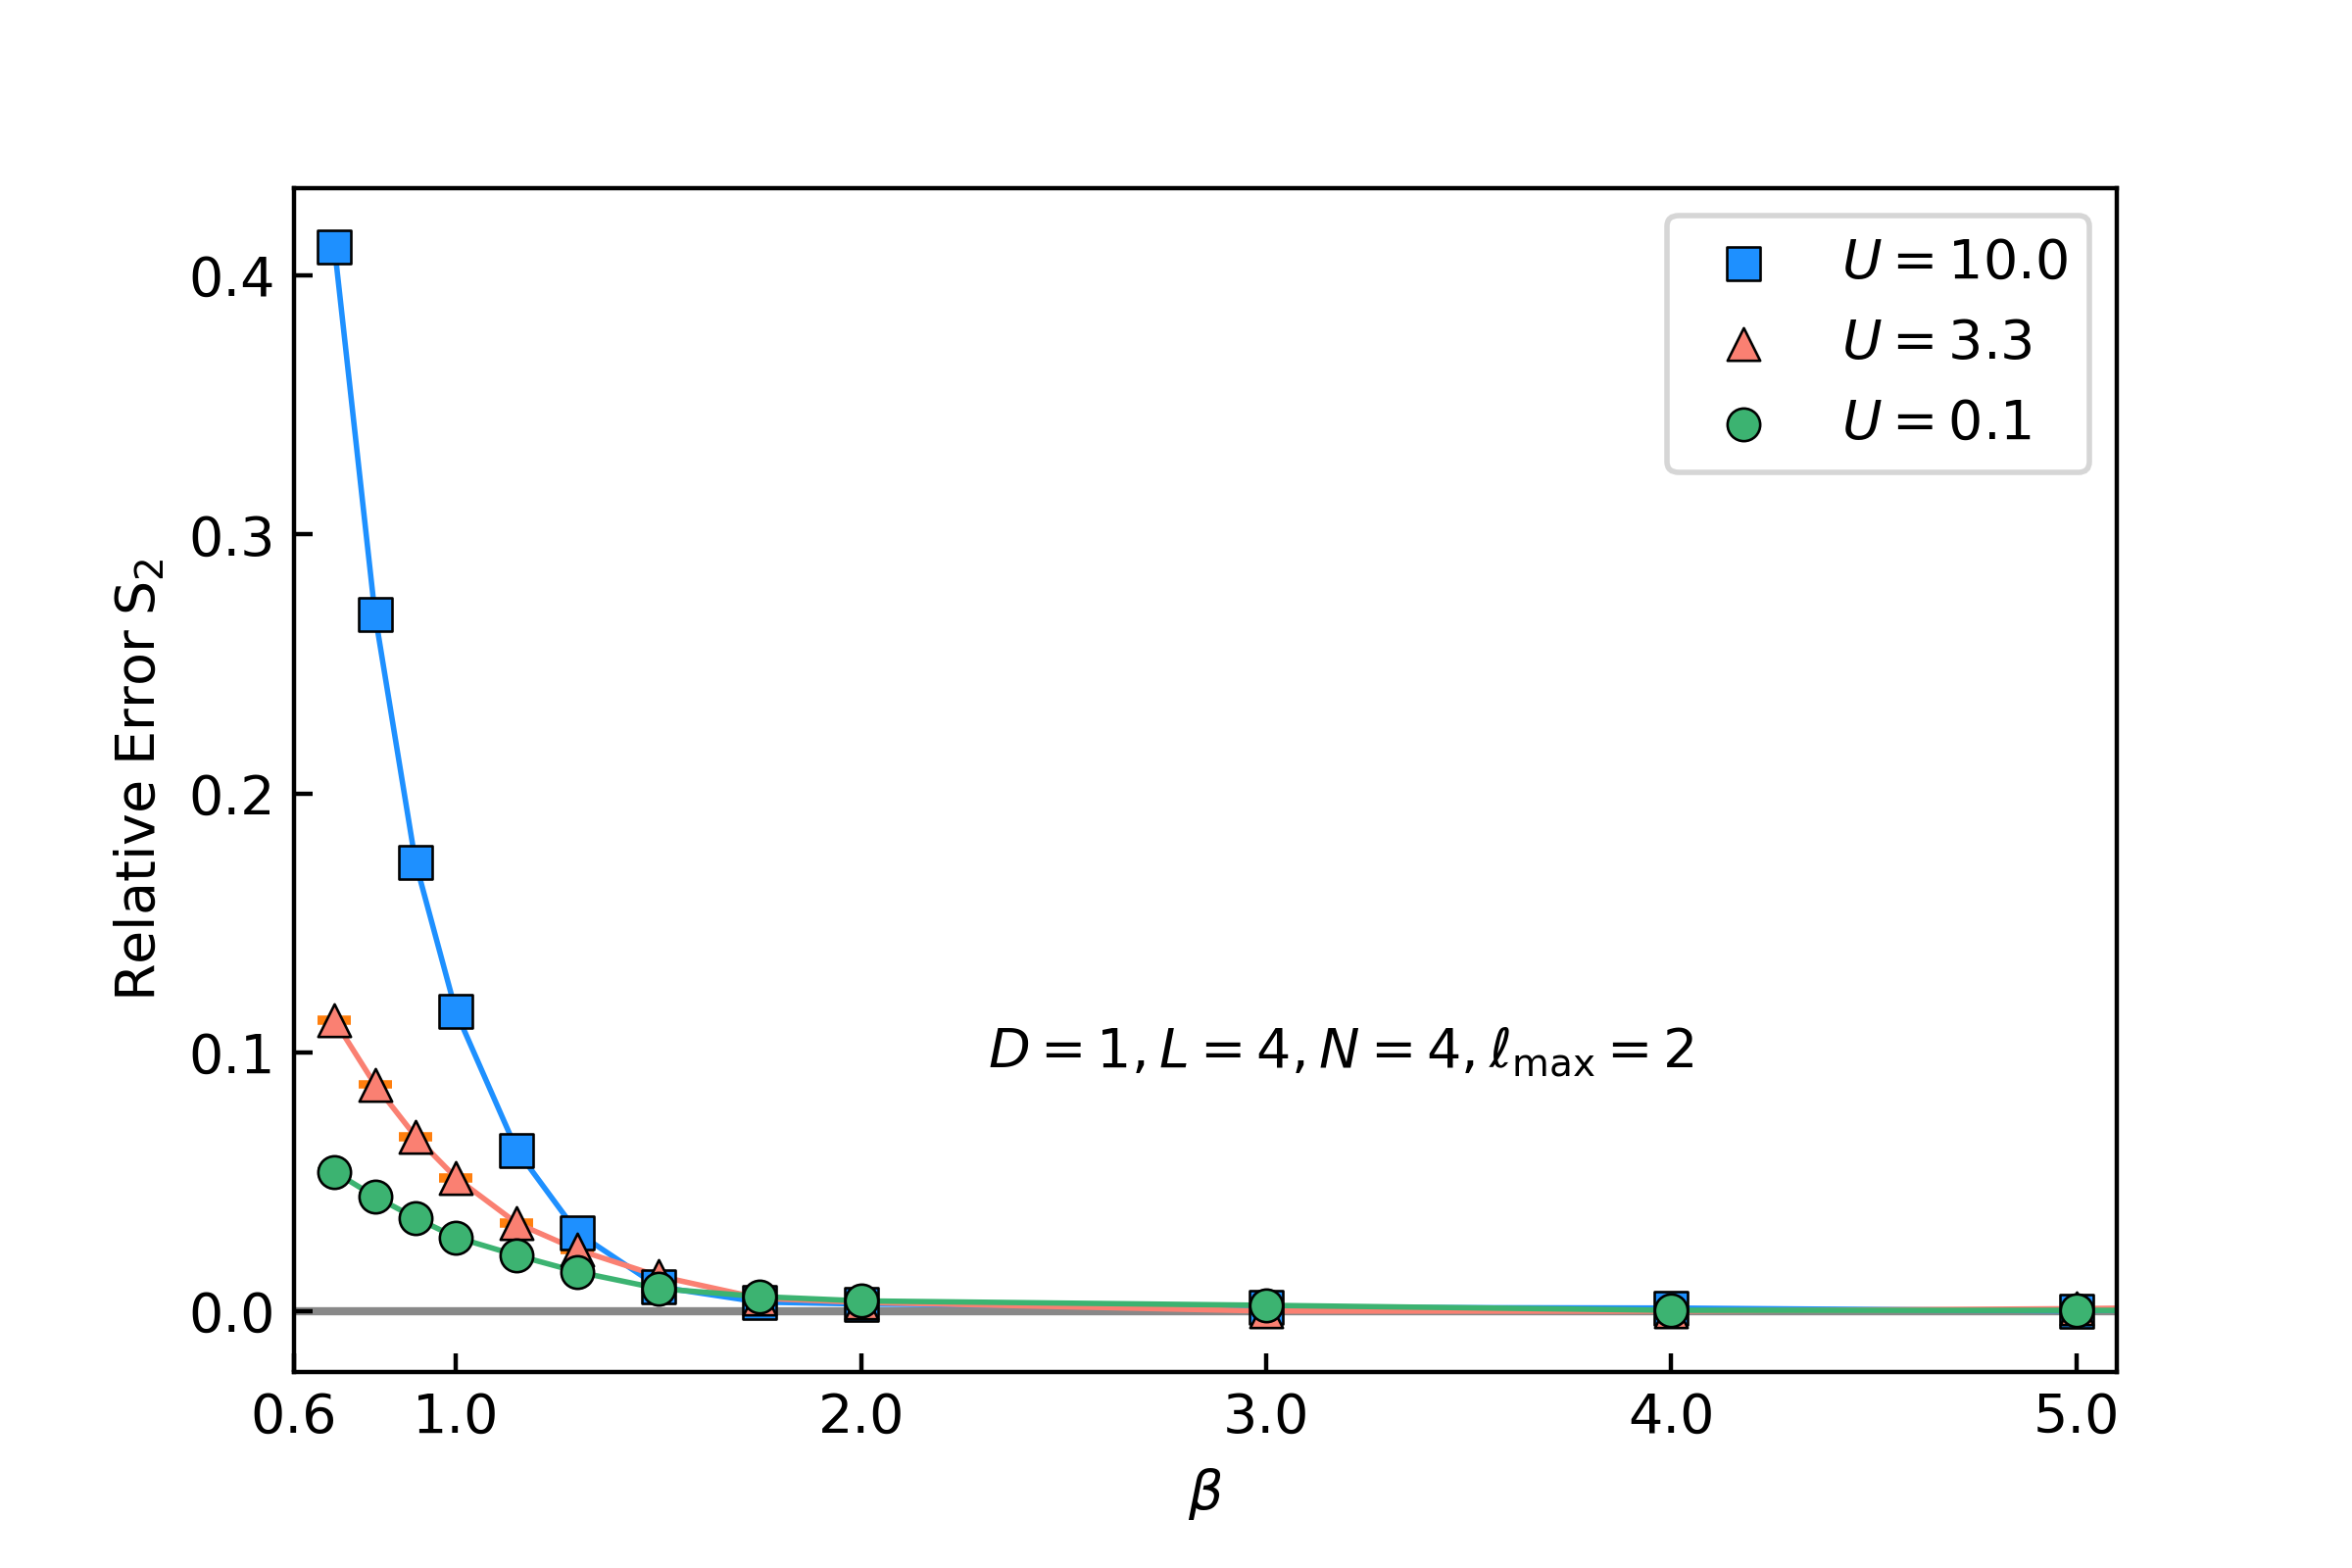 U = 10.0
U = 3.3
U = 0.1
0.4
0.3
0.2
0.1
0.0
Relative Error S₂
D = 1, L = 4, N = 4, ℓ_max = 2
0.6 1.0 2.0 3.0 4.0 5.0
β